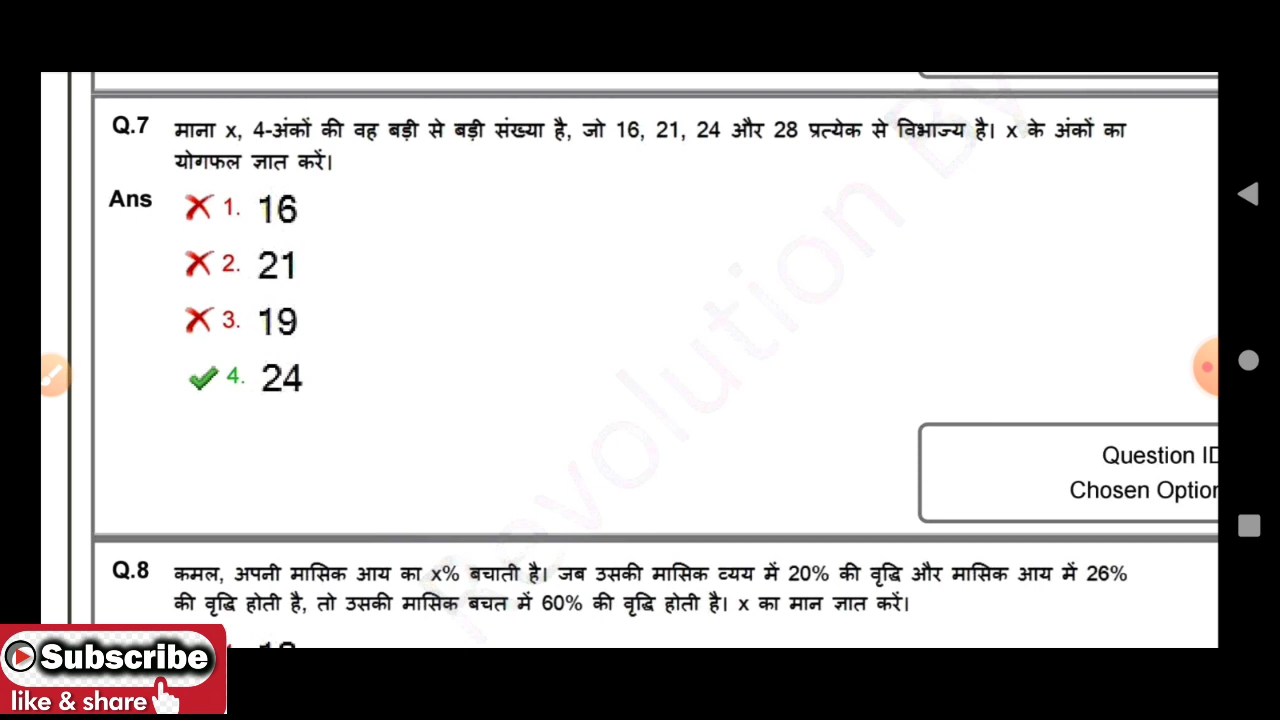 Q.7 माना x, 4-अंकों की वह बड़ी से बड़ी संख्या है, जो 16, 21, 24 और 28 प्रत्येक से विभाज्य है। x के अंकों का
योगफल ज्ञात करें।
Ans
1. 16
2. 21
3. 19
4. 24
Revolution By
Question ID
Chosen Option
Q.8 कमल, अपनी मासिक आय का x% बचाती है। जब उसकी मासिक व्यय में 20% की वृद्धि और मासिक आय में 26%
की वृद्धि होती है, तो उसकी मासिक बचत में 60% की वृद्धि होती है। x का मान ज्ञात करें।
Subscribe
like & share